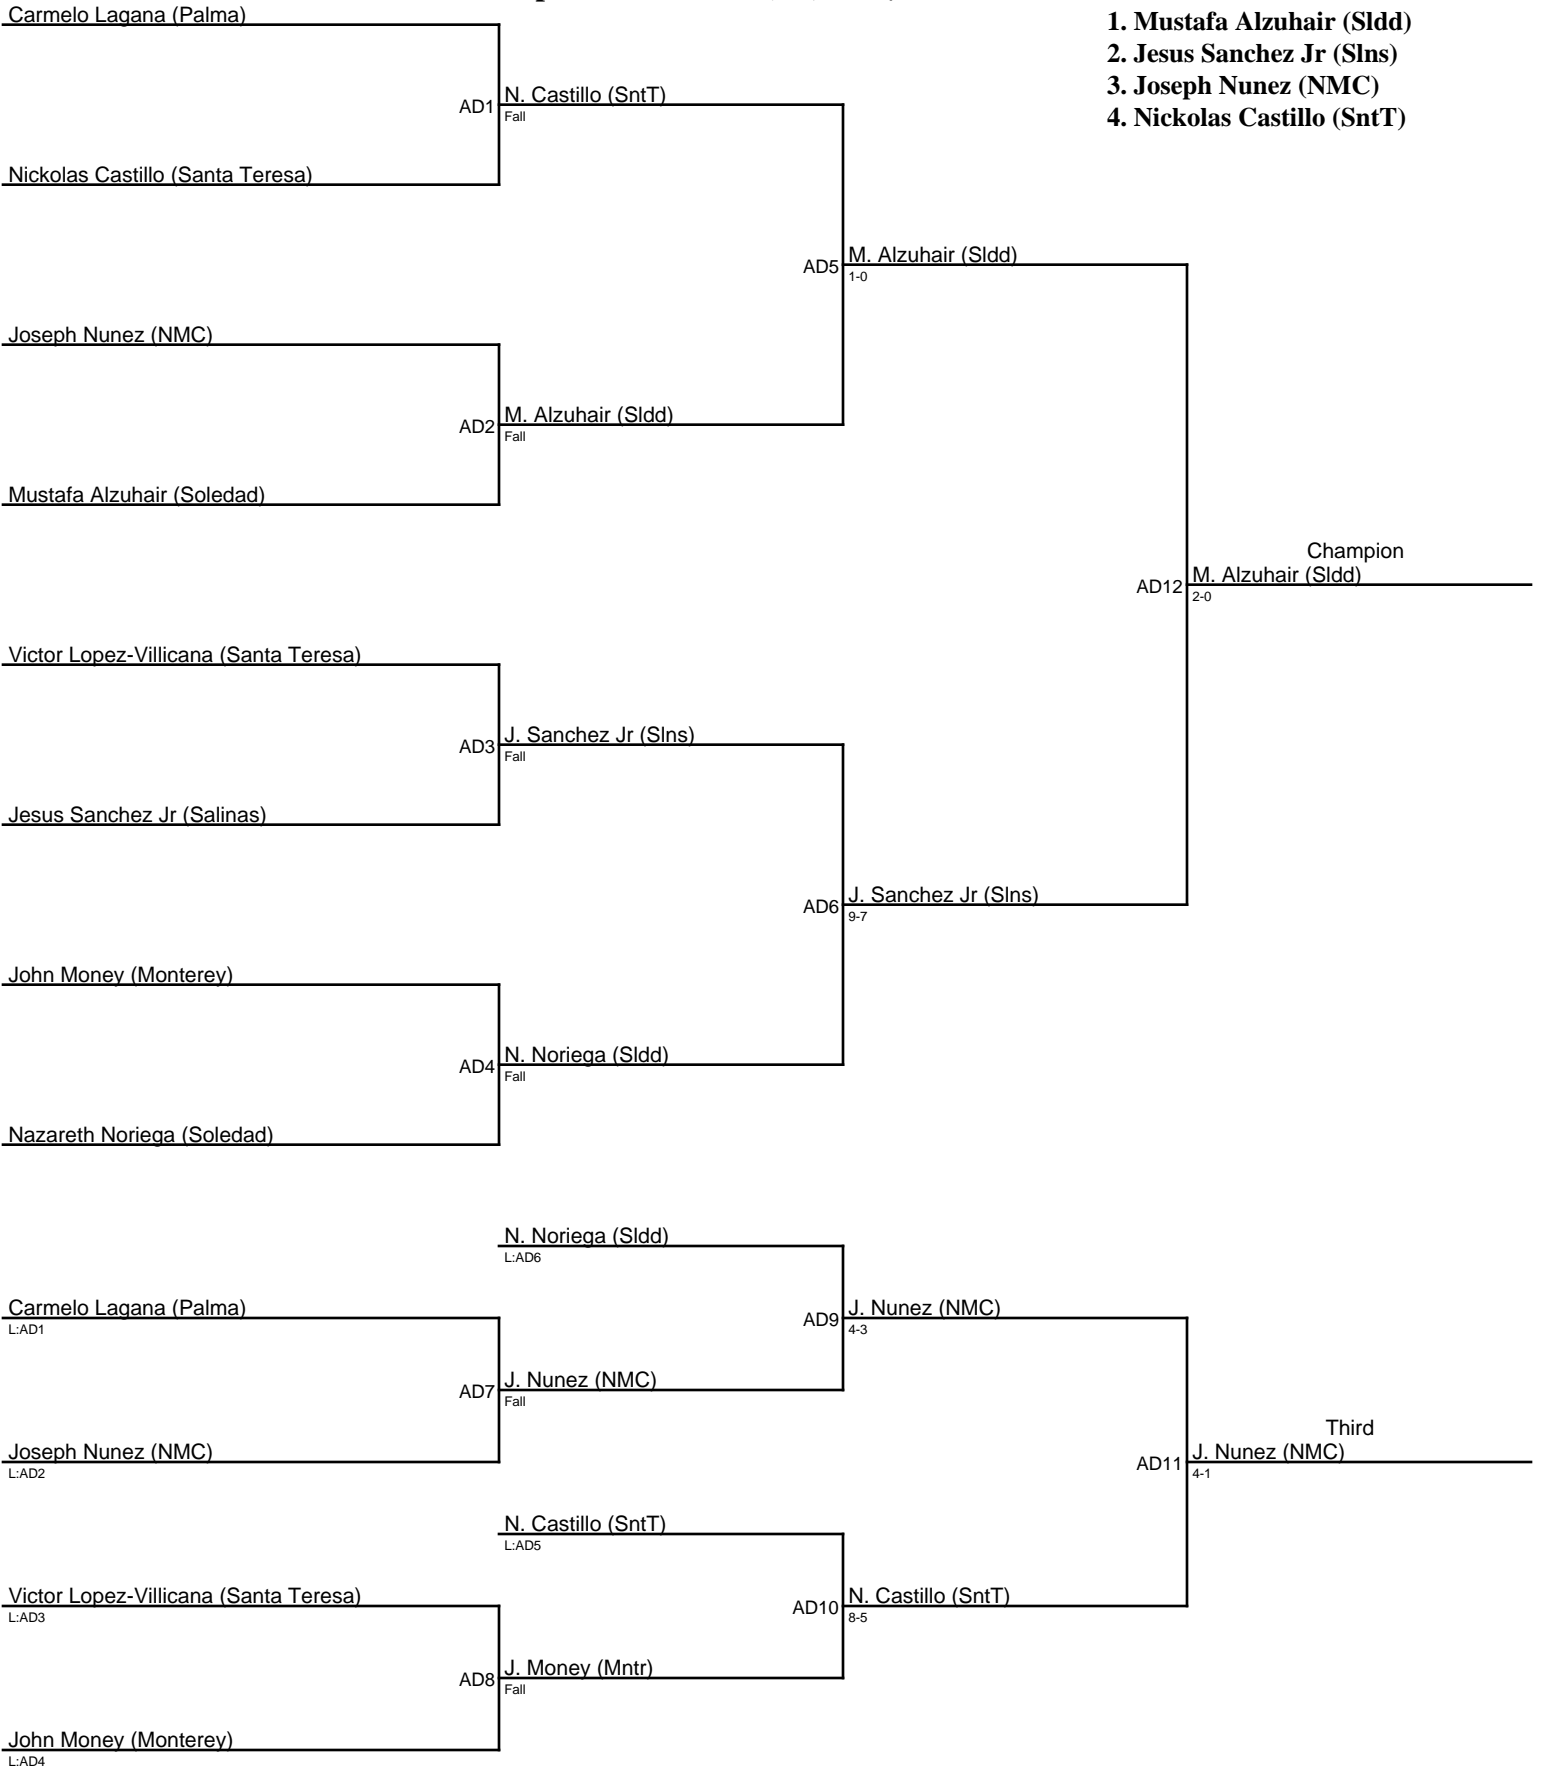 Carmelo Lagana (Palma)
1. Mustafa Alzuhair (Sldd)
2. Jesus Sanchez Jr (Slns)
3. Joseph Nunez (NMC)
4. Nickolas Castillo (SntT)
AD1
N. Castillo (SntT)
Fall
Nickolas Castillo (Santa Teresa)
AD5
M. Alzuhair (Sldd)
1-0
Joseph Nunez (NMC)
AD2
M. Alzuhair (Sldd)
Fall
Mustafa Alzuhair (Soledad)
Champion
AD12
M. Alzuhair (Sldd)
2-0
Victor Lopez-Villicana (Santa Teresa)
AD3
J. Sanchez Jr (Slns)
Fall
Jesus Sanchez Jr (Salinas)
AD6
J. Sanchez Jr (Slns)
9-7
John Money (Monterey)
AD4
N. Noriega (Sldd)
Fall
Nazareth Noriega (Soledad)
N. Noriega (Sldd)
L:AD6
Carmelo Lagana (Palma)
L:AD1
AD9
J. Nunez (NMC)
4-3
AD7
J. Nunez (NMC)
Fall
Joseph Nunez (NMC)
L:AD2
Third
AD11
J. Nunez (NMC)
4-1
N. Castillo (SntT)
L:AD5
Victor Lopez-Villicana (Santa Teresa)
L:AD3
AD10
N. Castillo (SntT)
8-5
AD8
J. Money (Mntr)
Fall
John Money (Monterey)
L:AD4